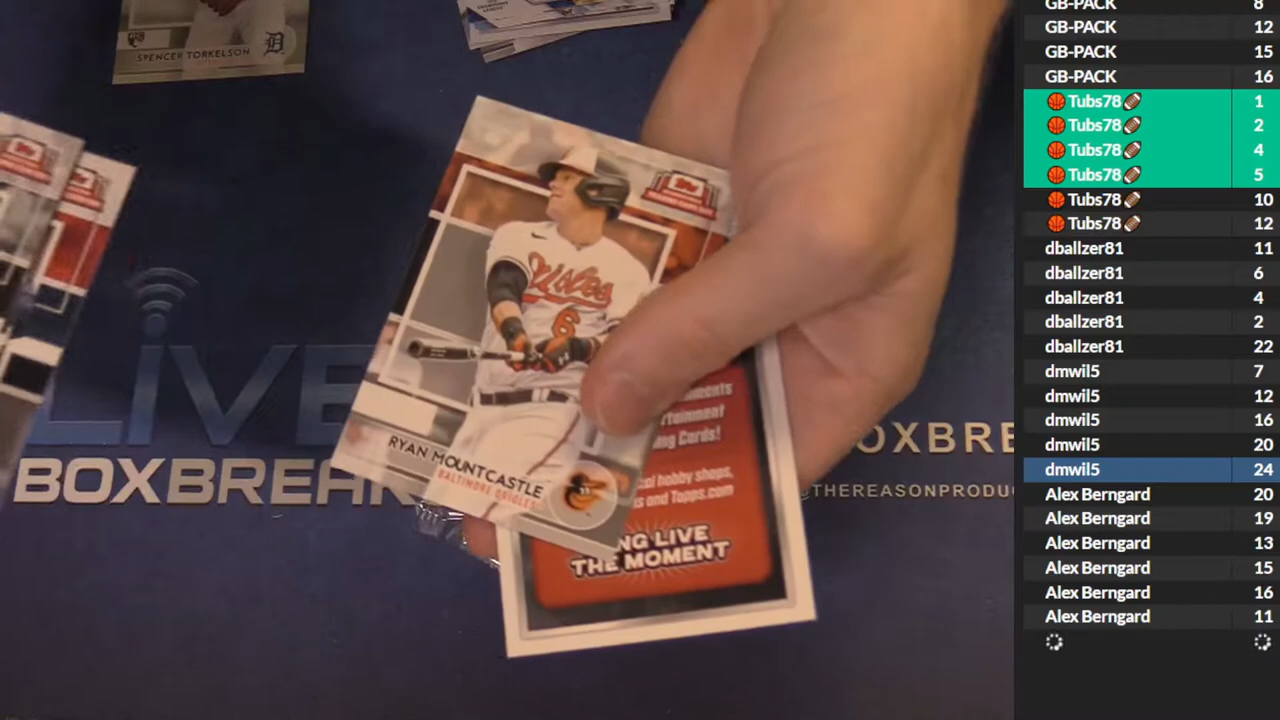 SPENCER TORKELSON
RC
D
topps
Orioles
6
RYAN MOUNTCASTLE
BALTIMORE ORIOLES
ing Cards!
hobby shops,
s and Topps.com
NG LIVE
THE MOMENT
LIVE
BOXBREAK
OXBRE
@THEREASONPRODU
GB-PACK 8
GB-PACK 12
GB-PACK 15
GB-PACK 16
Tubs78 1
Tubs78 2
Tubs78 4
Tubs78 5
Tubs78 10
Tubs78 12
dballzer81 11
dballzer81 6
dballzer81 4
dballzer81 2
dballzer81 22
dmwil5 7
dmwil5 12
dmwil5 16
dmwil5 20
dmwil5 24
Alex Berngard 20
Alex Berngard 19
Alex Berngard 13
Alex Berngard 15
Alex Berngard 16
Alex Berngard 11